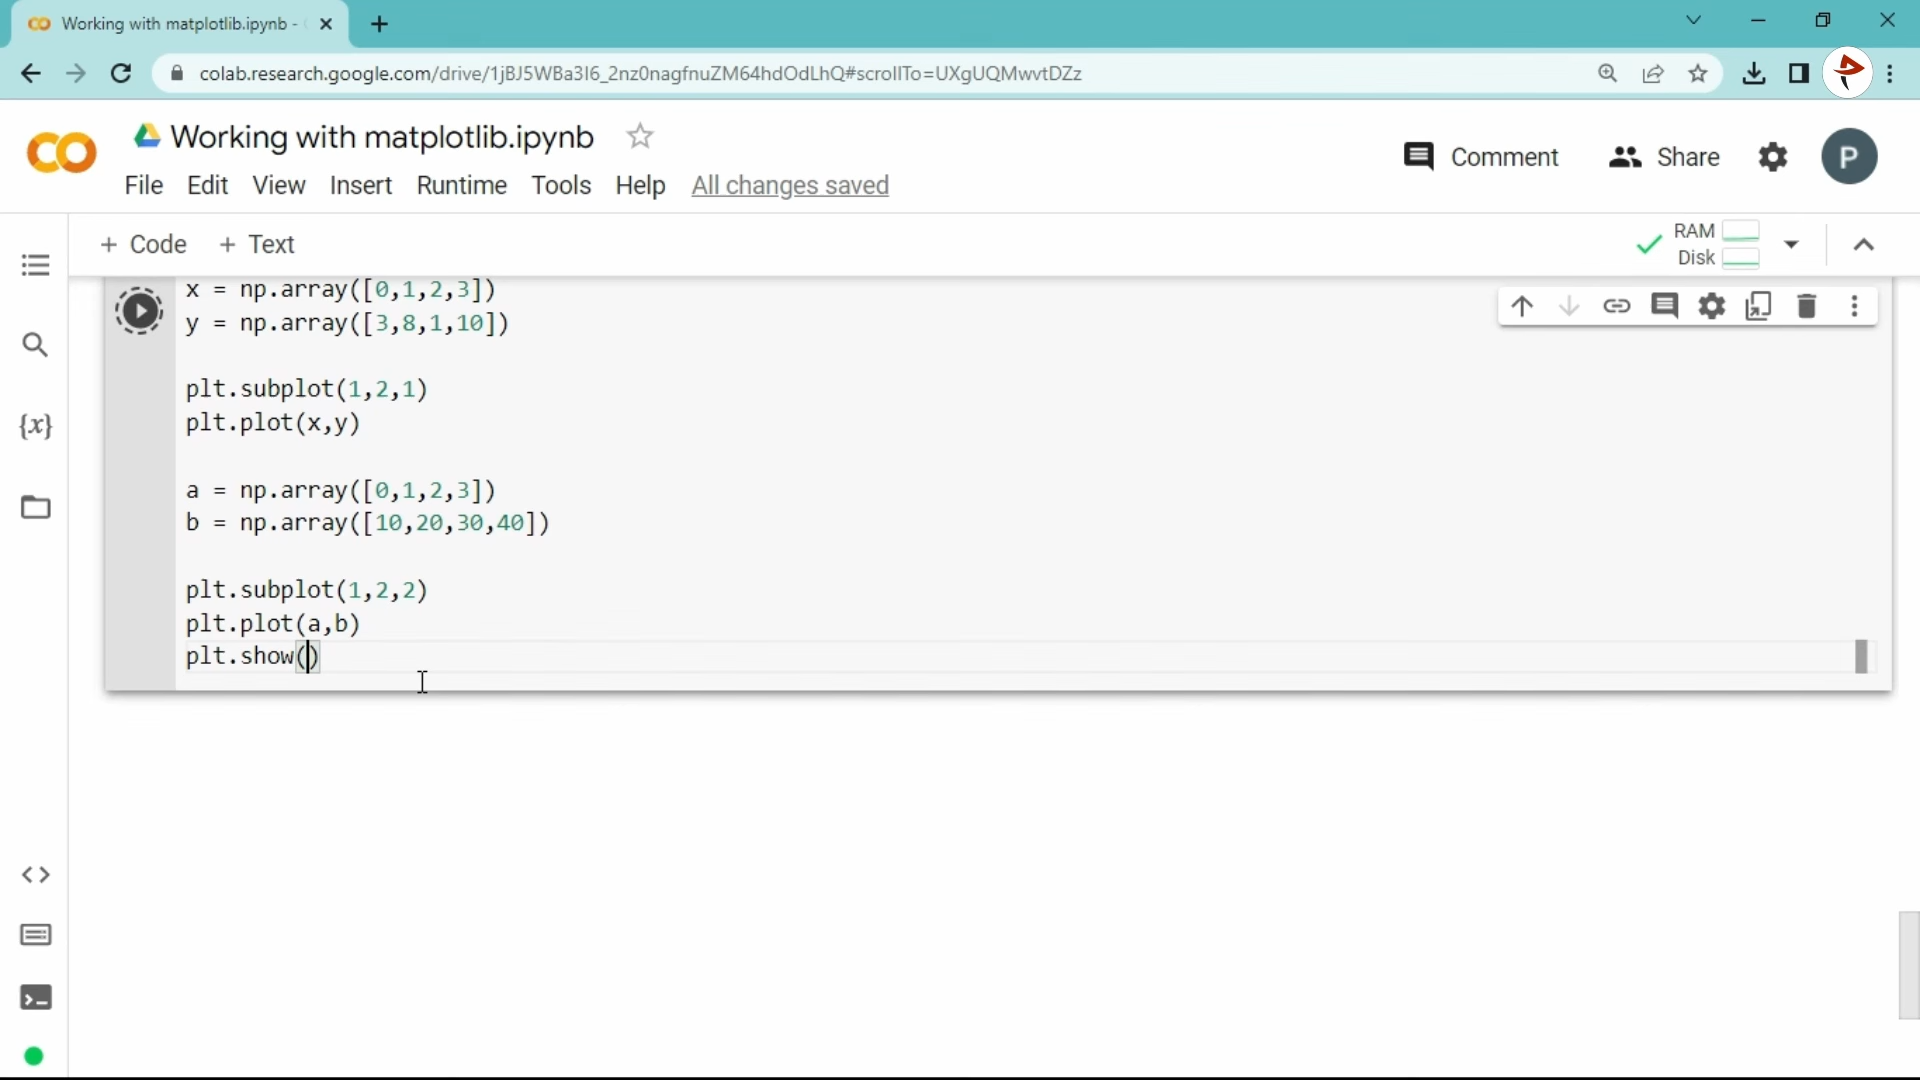 Working with matplotlib.ipynb -
colab.research.google.com/drive/1jBJ5WBa3I6_2nz0nagfnuZM64hdOdLhQ#scrollTo=UXgUQMwvtDZz
Working with matplotlib.ipynb
Comment
Share
P
File Edit View Insert Runtime Tools Help All changes saved
+ Code + Text
RAM
Disk
x = np.array([0,1,2,3])
y = np.array([3,8,1,10])
plt.subplot(1,2,1)
plt.plot(x,y)
a = np.array([0,1,2,3])
b = np.array([10,20,30,40])
plt.subplot(1,2,2)
plt.plot(a,b)
plt.show()